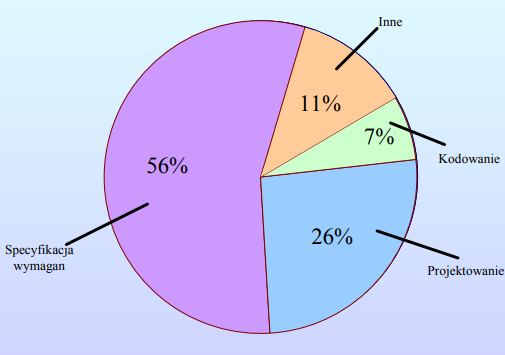 Inne
11%
7%
Kodowanie
56%
26%
Specyfikacja
wymagan
Projektowanie